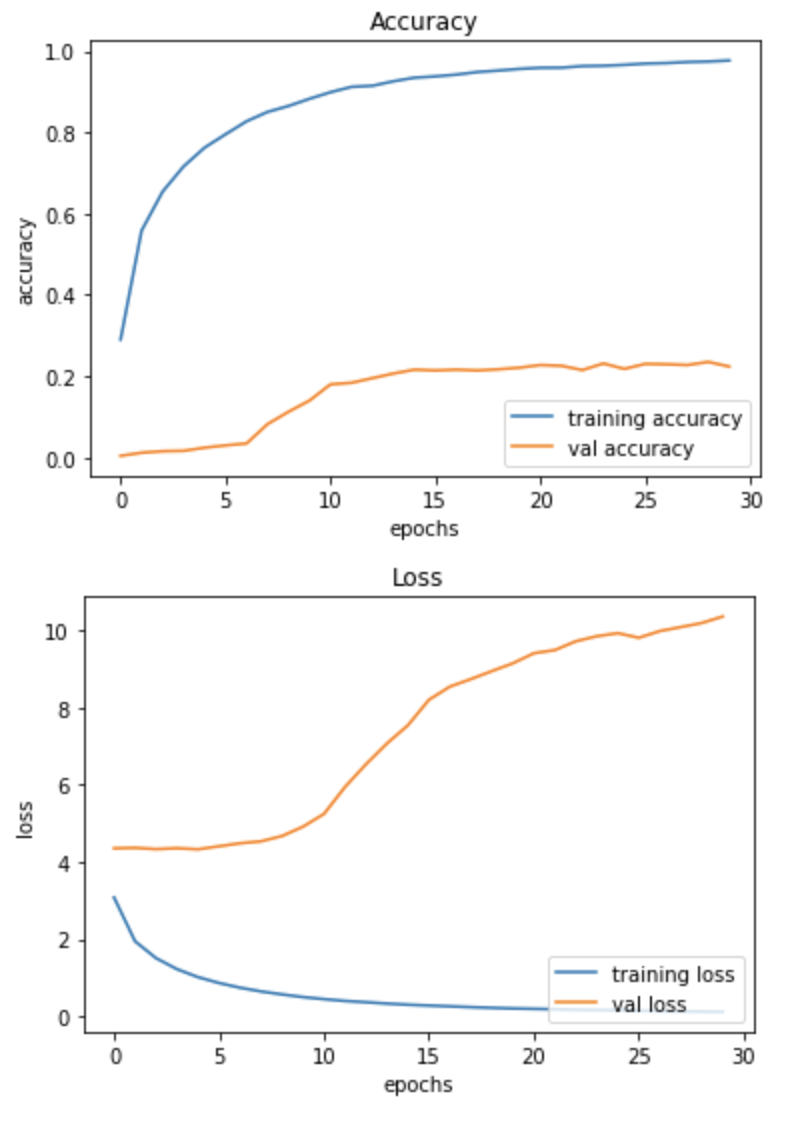 Accuracy
1.0
0.8
0.6
0.4
0.2
0.0
accuracy
training accuracy
val accuracy
0 5 10 15 20 25 30
epochs
Loss
10
8
6
4
2
0
loss
training loss
val loss
0 5 10 15 20 25 30
epochs